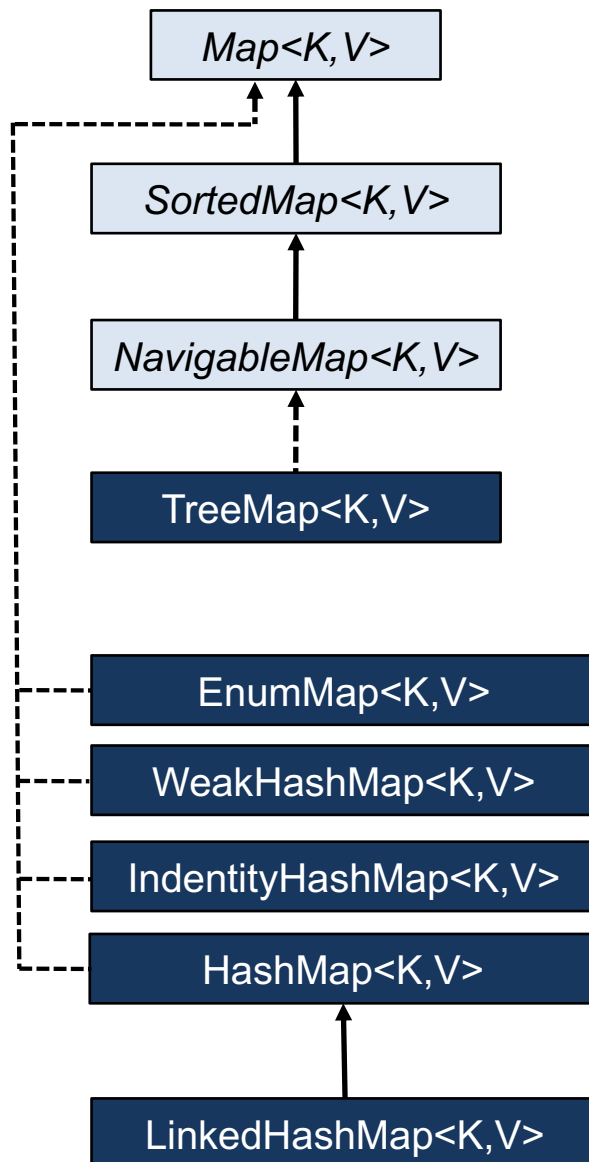 Map<K,V>
SortedMap<K,V>
NavigableMap<K,V>
TreeMap<K,V>
EnumMap<K,V>
WeakHashMap<K,V>
IndentityHashMap<K,V>
HashMap<K,V>
LinkedHashMap<K,V>